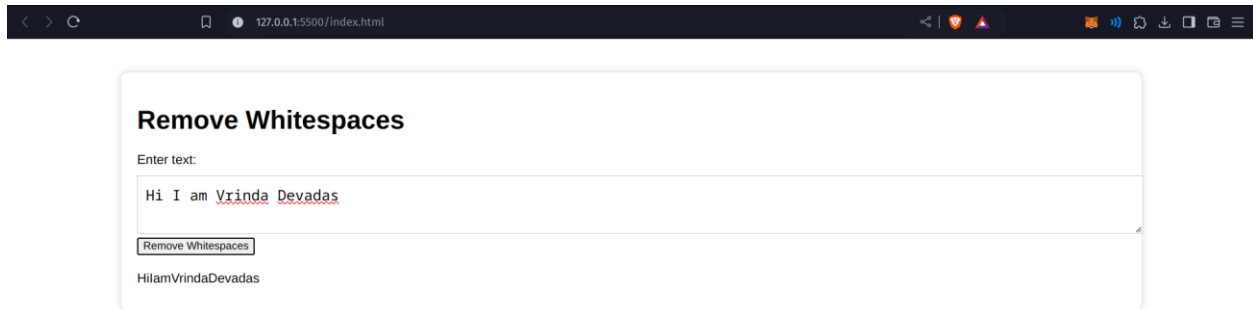 127.0.0.1:5500/index.html
Remove Whitespaces
Enter text:
Hi I am Vrinda Devadas
Remove Whitespaces
HiIamVrindaDevadas